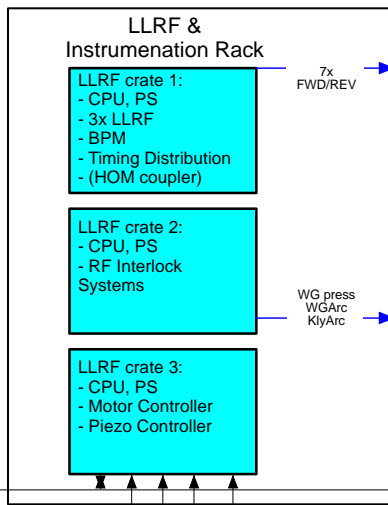 LLRF &
Instrumenation Rack
LLRF crate 1:
- CPU, PS
- 3x LLRF
- BPM
- Timing Distribution
- (HOM coupler)
7x
FWD/REV
LLRF crate 2:
- CPU, PS
- RF Interlock
Systems
WG press
WGArc
KlyArc
LLRF crate 3:
- CPU, PS
- Motor Controller
- Piezo Controller